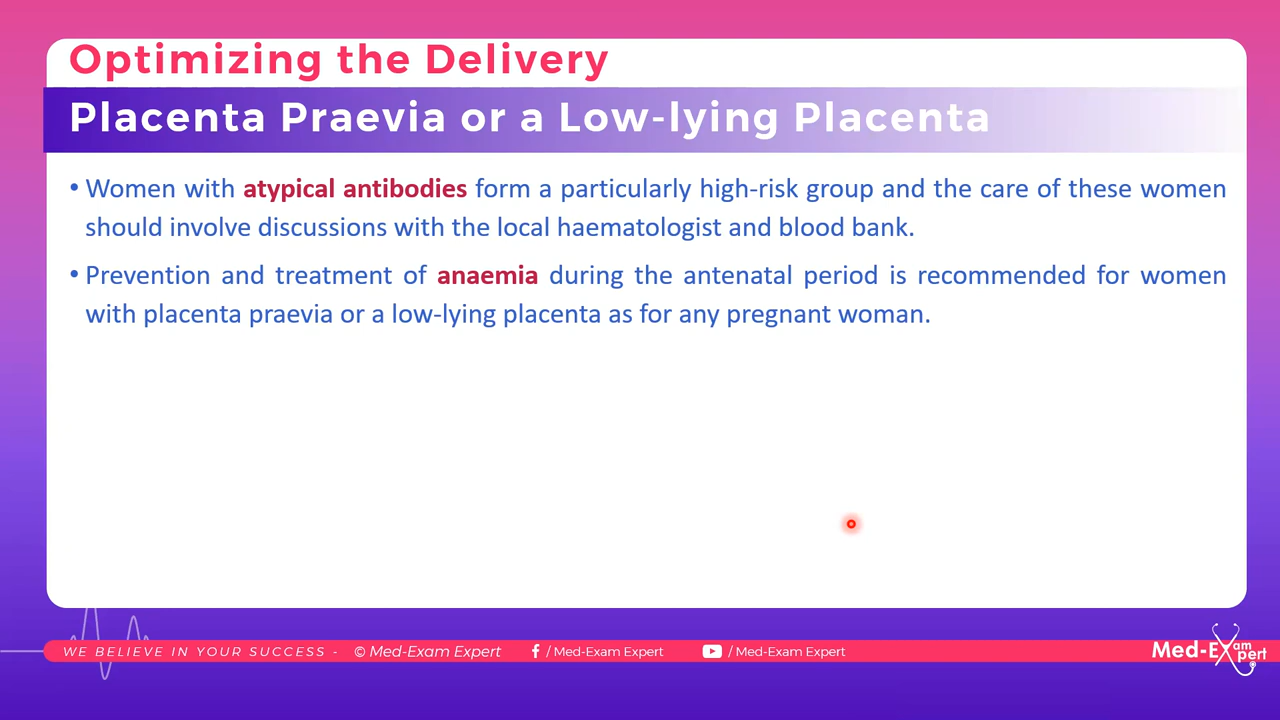 Optimizing the Delivery
Placenta Praevia or a Low-lying Placenta
• Women with atypical antibodies form a particularly high-risk group and the care of these women
should involve discussions with the local haematologist and blood bank.
• Prevention and treatment of anaemia during the antenatal period is recommended for women
with placenta praevia or a low-lying placenta as for any pregnant woman.
WE BELIEVE IN YOUR SUCCESS - © Med-Exam Expert / Med-Exam Expert / Med-Exam Expert
Med-Exam Expert